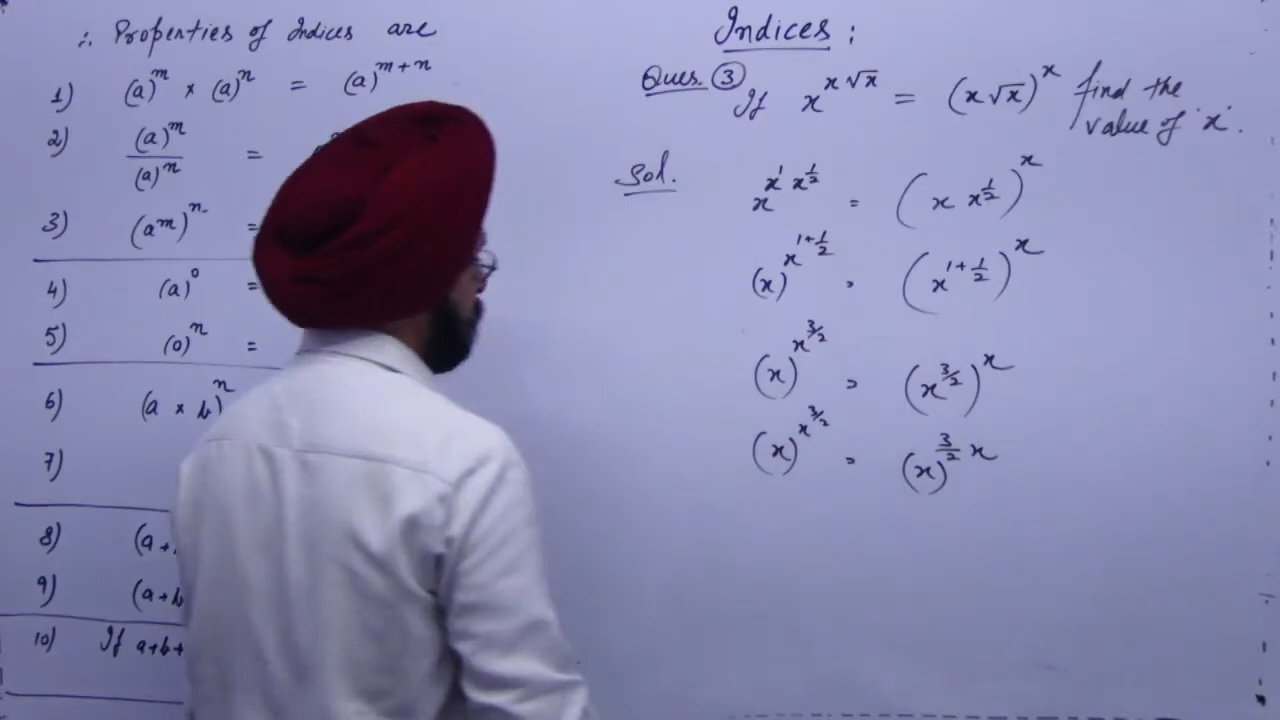 ∴ Properties of Indices are
1) (a)^m × (a)^n = (a)^{m+n}
2) (a)^m / (a)^n =
3) (a^m)^n =
4) (a)^0 =
5) (0)^n =
6) (a × b)^n
7)
8) (a+
9) (a+b
10) If a+b+
Indices :
Ques. ③ If x^{x√x} = (x√x)^x find the
value of 'x'.
Sol. x^{x^1 x^{1/2}} = (x x^{1/2})^x
(x)^{x^{1+1/2}} = (x^{1+1/2})^x
(x)^{x^{3/2}} = (x^{3/2})^x
(x)^{x^{3/2}} = (x)^{3/2 x}